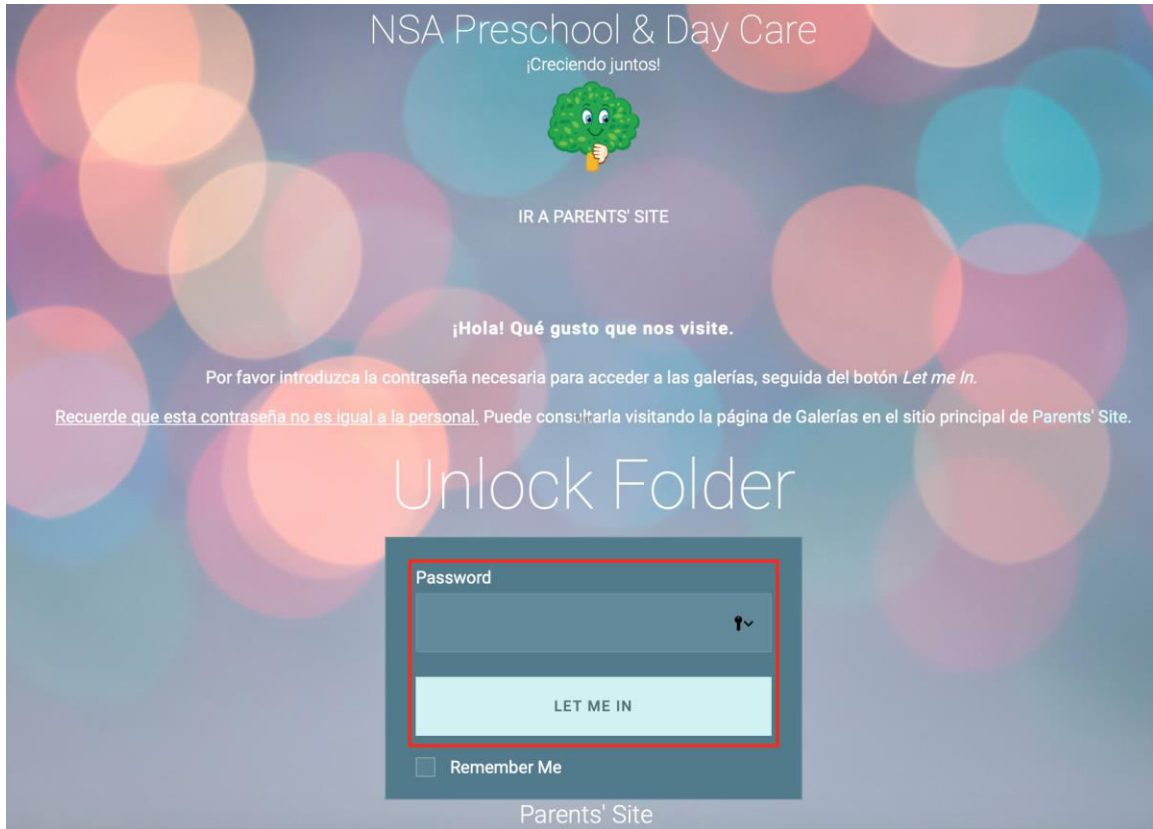 NSA Preschool & Day Care
¡Creciendo juntos!
IR A PARENTS' SITE
¡Hola! Qué gusto que nos visite.
Por favor introduzca la contraseña necesaria para acceder a las galerías, seguida del botón Let me In.
Recuerde que esta contraseña no es igual a la personal. Puede consultarla visitando la página de Galerías en el sitio principal de Parents' Site.
Unlock Folder
Password
LET ME IN
Remember Me
Parents' Site